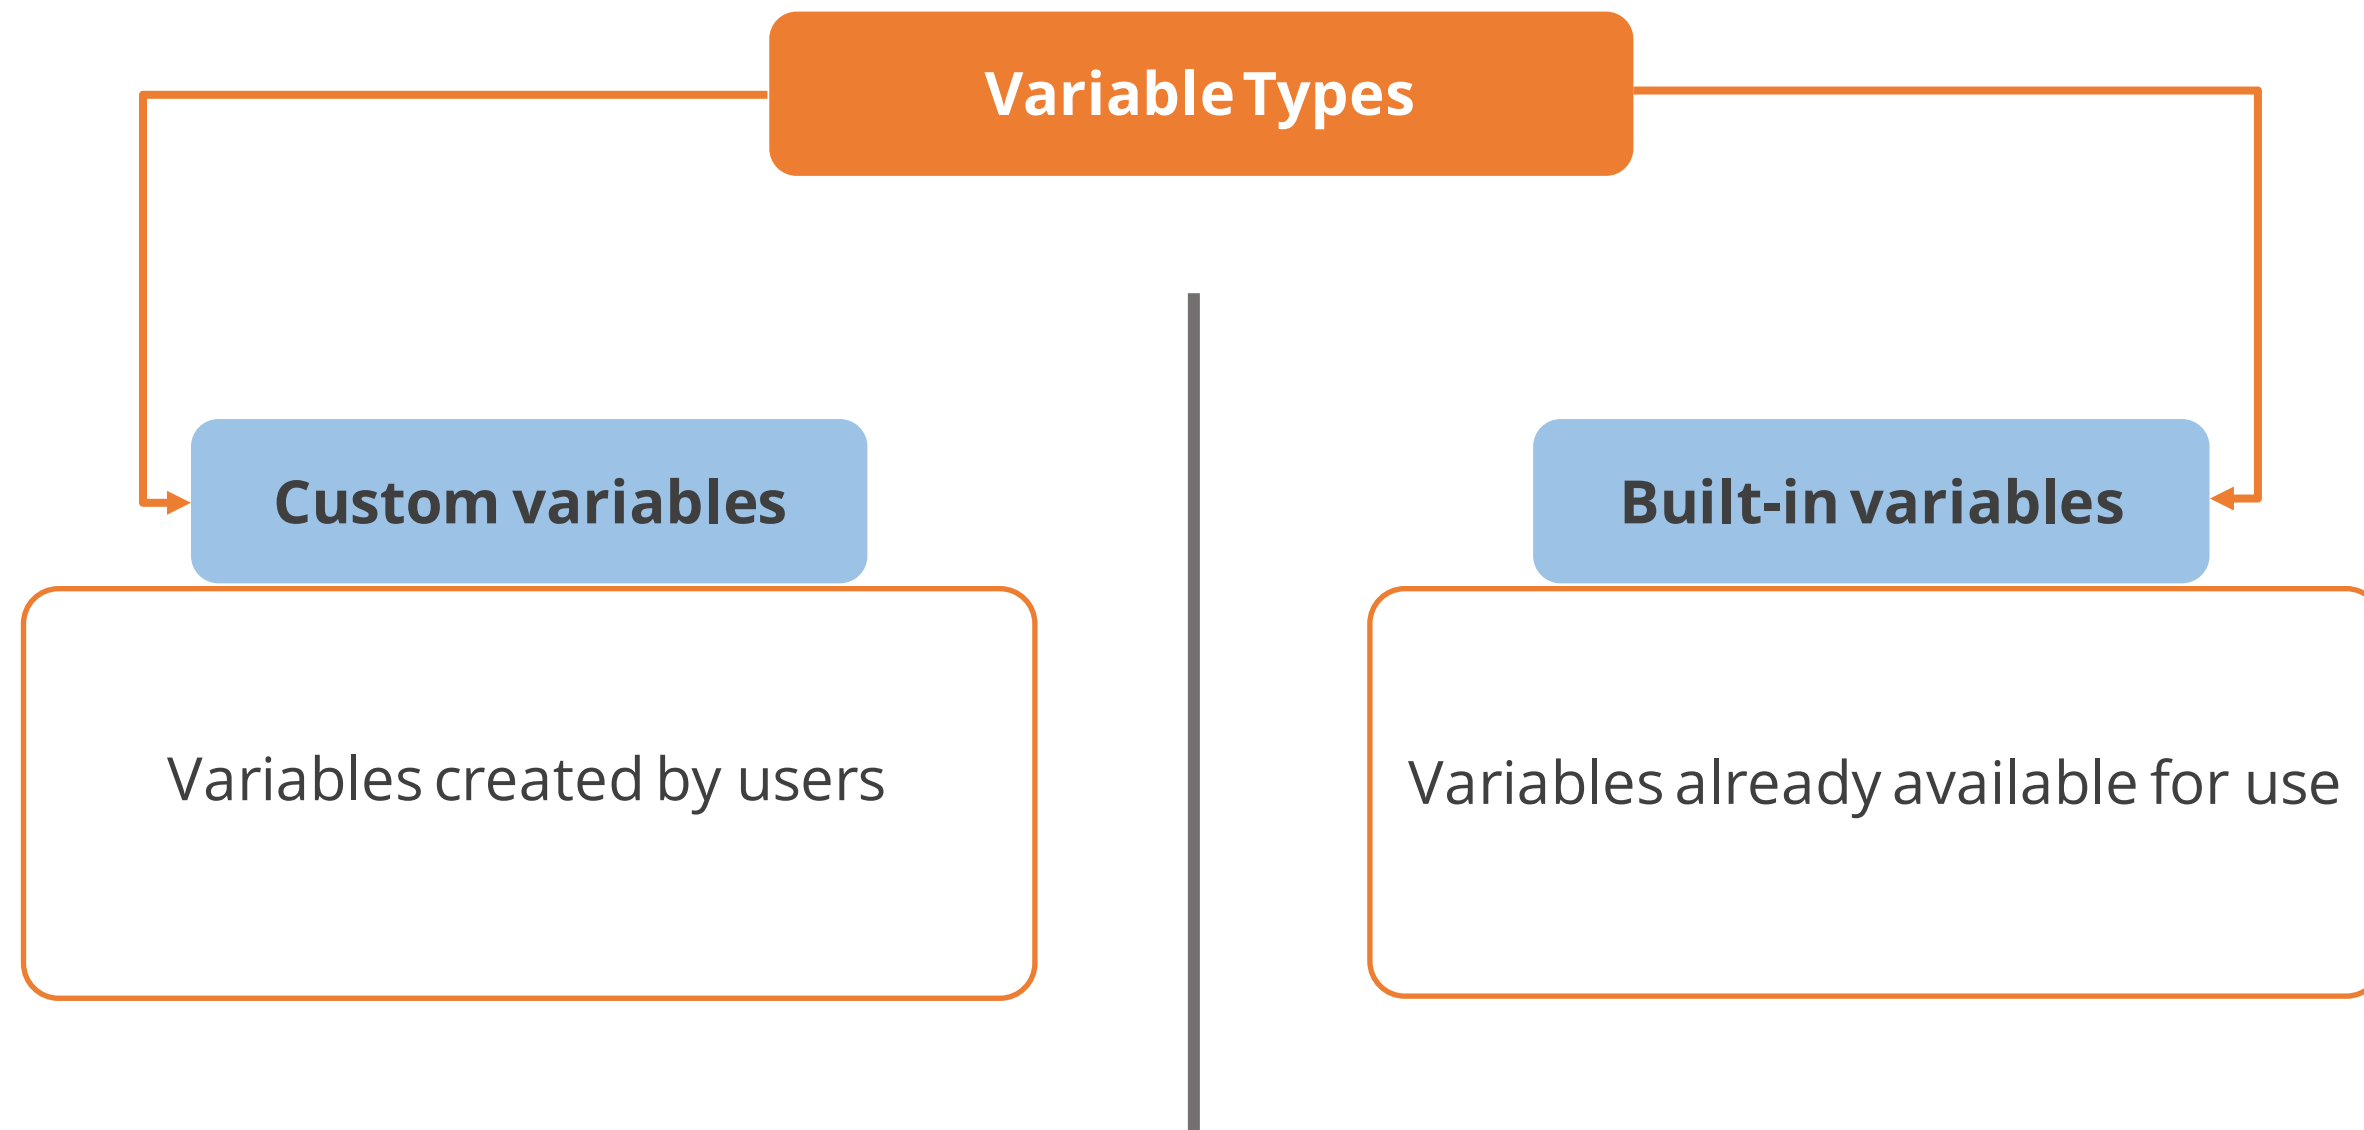 Variable Types
Custom variables
Variables created by users
Built-in variables
Variables already available for use